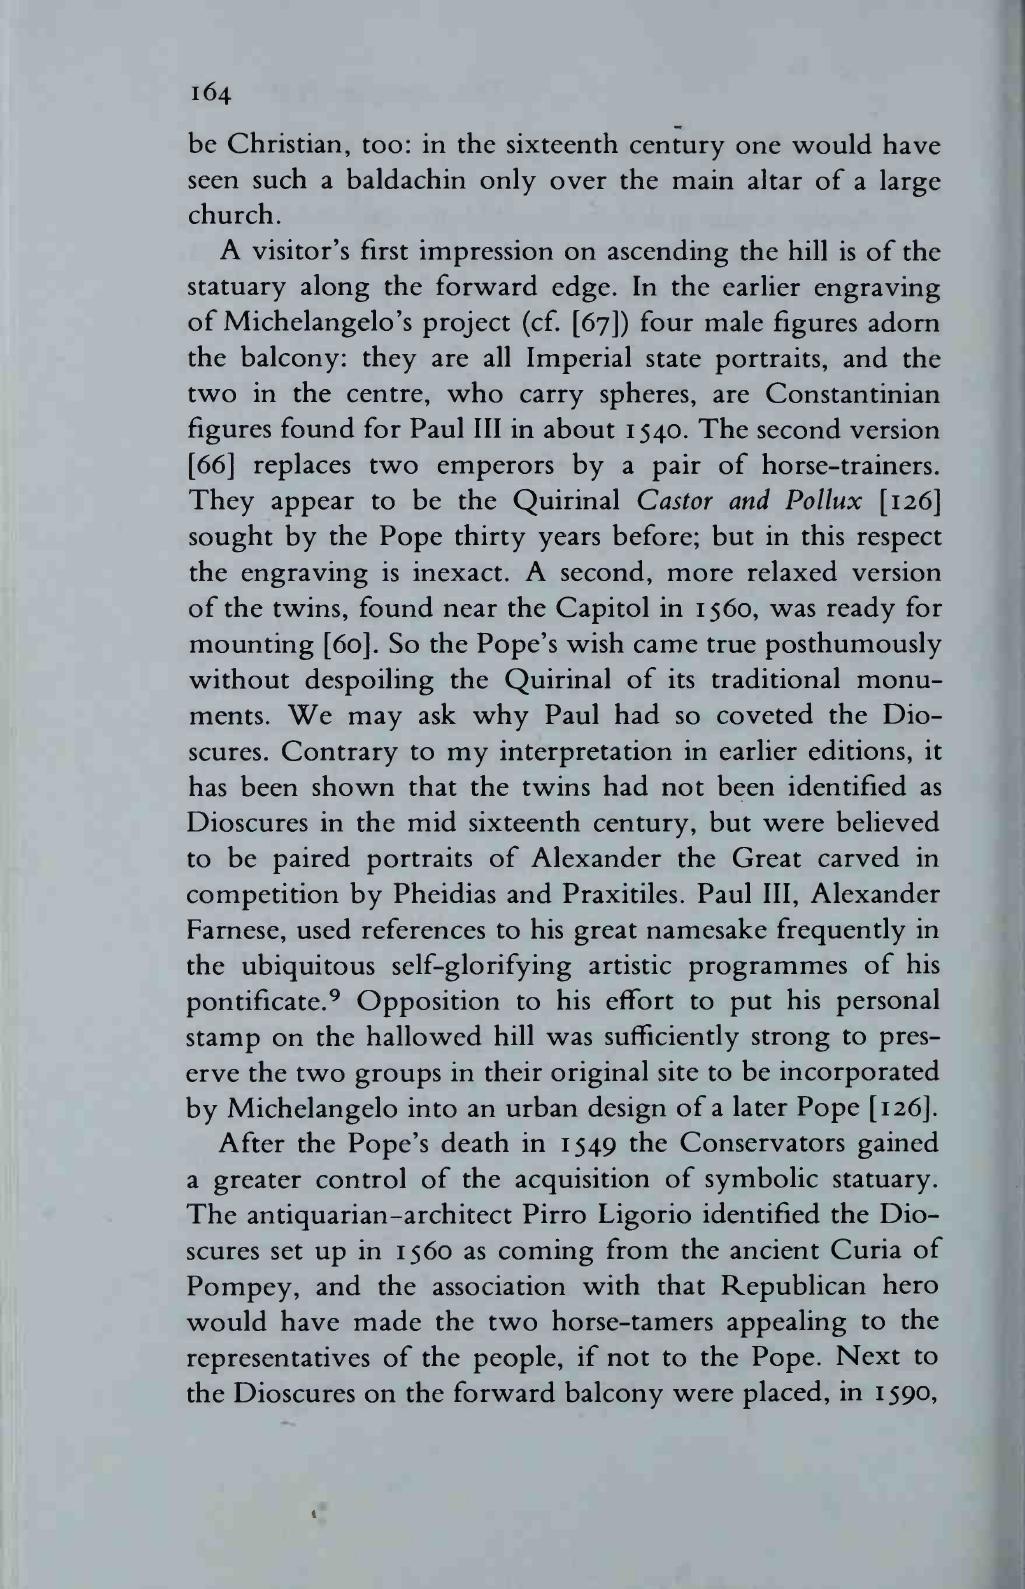 164
be Christian, too: in the sixteenth century one would have
seen such a baldachin only over the main altar of a large
church.
A visitor's first impression on ascending the hill is of the
statuary along the forward edge. In the earlier engraving
of Michelangelo's project (cf. [67]) four male figures adorn
the balcony: they are all Imperial state portraits, and the
two in the centre, who carry spheres, are Constantinian
figures found for Paul III in about 1540. The second version
[66] replaces two emperors by a pair of horse-trainers.
They appear to be the Quirinal Castor and Pollux [126]
sought by the Pope thirty years before; but in this respect
the engraving is inexact. A second, more relaxed version
of the twins, found near the Capitol in 1560, was ready for
mounting [60]. So the Pope's wish came true posthumously
without despoiling the Quirinal of its traditional monu-
ments. We may ask why Paul had so coveted the Dio-
scures. Contrary to my interpretation in earlier editions, it
has been shown that the twins had not been identified as
Dioscures in the mid sixteenth century, but were believed
to be paired portraits of Alexander the Great carved in
competition by Pheidias and Praxitiles. Paul III, Alexander
Farnese, used references to his great namesake frequently in
the ubiquitous self-glorifying artistic programmes of his
pontificate.⁹ Opposition to his effort to put his personal
stamp on the hallowed hill was sufficiently strong to pres-
erve the two groups in their original site to be incorporated
by Michelangelo into an urban design of a later Pope [126].
After the Pope's death in 1549 the Conservators gained
a greater control of the acquisition of symbolic statuary.
The antiquarian-architect Pirro Ligorio identified the Dio-
scures set up in 1560 as coming from the ancient Curia of
Pompey, and the association with that Republican hero
would have made the two horse-tamers appealing to the
representatives of the people, if not to the Pope. Next to
the Dioscures on the forward balcony were placed, in 1590,